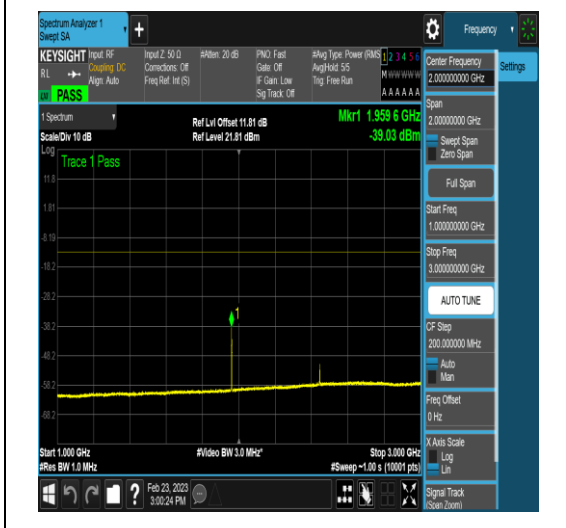 Spectrum Analyzer 1
Swept SA
+
Frequency
KEYSIGHT
RL
PASS
Input: RF
Coupling: DC
Align: Auto
Input Z: 50 Ω
Corrections: Off
Freq Ref: Int (S)
#Atten: 20 dB
PNO: Fast
Gate: Off
IF Gain: Low
Sig Track: Off
#Avg Type: Power (RMS
Avg|Hold: 5/5
Trig: Free Run
1 2 3 4 5 6
M W W W W W
A A A A A A
1 Spectrum
Scale/Div 10 dB
Log
Ref Lvl Offset 11.81 dB
Ref Level 21.81 dBm
Mkr1 1.959 6 GHz
-39.03 dBm
Trace 1 Pass
11.8
1.81
-8.19
-18.2
-28.2
-38.2
-48.2
-58.2
-68.2
1
Start 1.000 GHz
#Res BW 1.0 MHz
#Video BW 3.0 MHz*
Stop 3.000 GHz
#Sweep ~1.00 s (10001 pts)
?
Feb 23, 2023
3:00:24 PM
Center Frequency
2.000000000 GHz
Settings
Span
2.00000000 GHz
Swept Span
Zero Span
Full Span
Start Freq
1.000000000 GHz
Stop Freq
3.000000000 GHz
AUTO TUNE
CF Step
200.000000 MHz
Auto
Man
Freq Offset
0 Hz
X Axis Scale
Log
Lin
Signal Track
(Span Zoom)